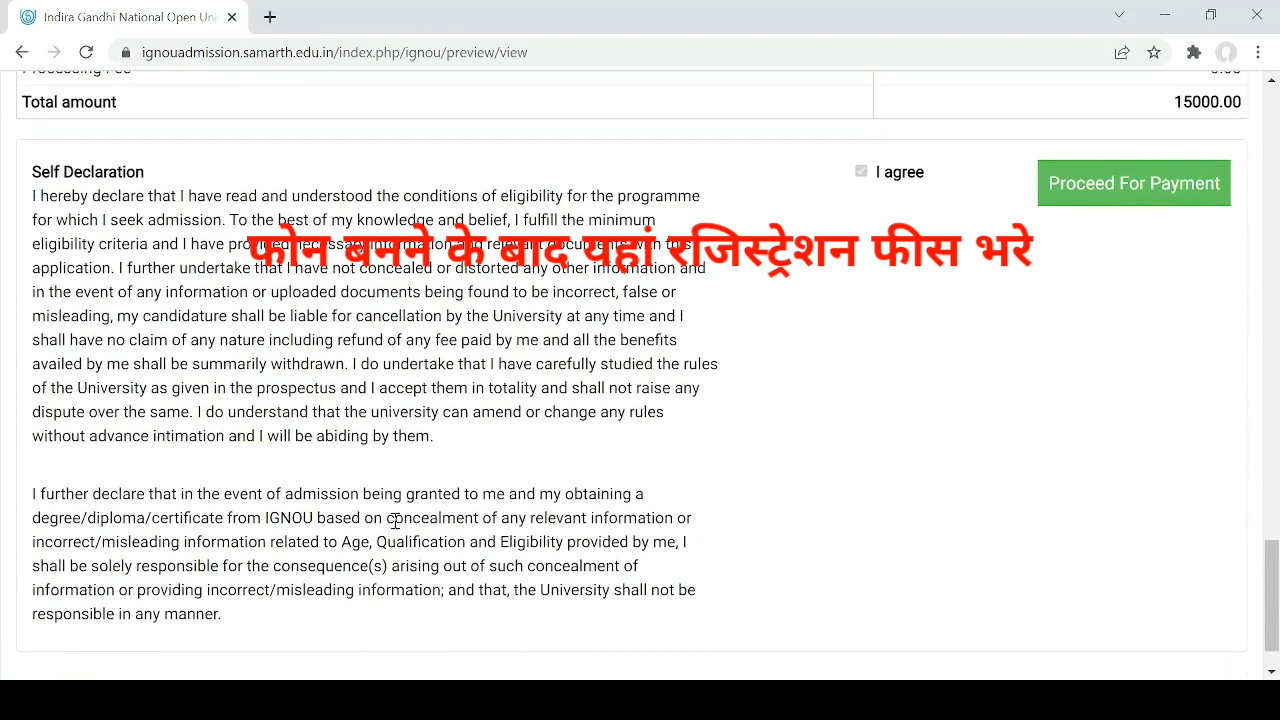 Indira Gandhi National Open Uni
ignouadmission.samarth.edu.in/index.php/ignou/preview/view
Processing Fee 0.00
Total amount 15000.00
Self Declaration
I agree
Proceed For Payment
I hereby declare that I have read and understood the conditions of eligibility for the programme
for which I seek admission. To the best of my knowledge and belief, I fulfill the minimum
eligibility criteria and I have provided necessary information and relevant documents with this
फोन बनने के बाद यहां रजिस्ट्रेशन फीस भरे
application. I further undertake that I have not concealed or distorted any other information and
in the event of any information or uploaded documents being found to be incorrect, false or
misleading, my candidature shall be liable for cancellation by the University at any time and I
shall have no claim of any nature including refund of any fee paid by me and all the benefits
availed by me shall be summarily withdrawn. I do undertake that I have carefully studied the rules
of the University as given in the prospectus and I accept them in totality and shall not raise any
dispute over the same. I do understand that the university can amend or change any rules
without advance intimation and I will be abiding by them.
I further declare that in the event of admission being granted to me and my obtaining a
degree/diploma/certificate from IGNOU based on concealment of any relevant information or
incorrect/misleading information related to Age, Qualification and Eligibility provided by me, I
shall be solely responsible for the consequence(s) arising out of such concealment of
information or providing incorrect/misleading information; and that, the University shall not be
responsible in any manner.